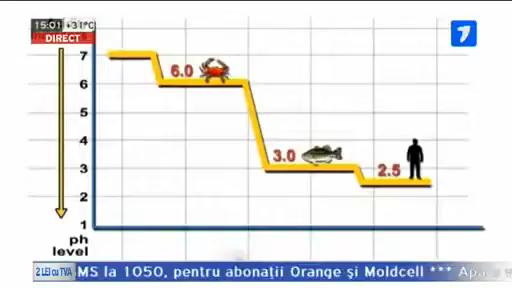 15:01 +31°C
DIRECT
7
7
6
5
4
3
2
1
6.0
3.0
2.5
ph
level
2 LEI cu TVA
MS la 1050, pentru abonații Orange și Moldcell ***